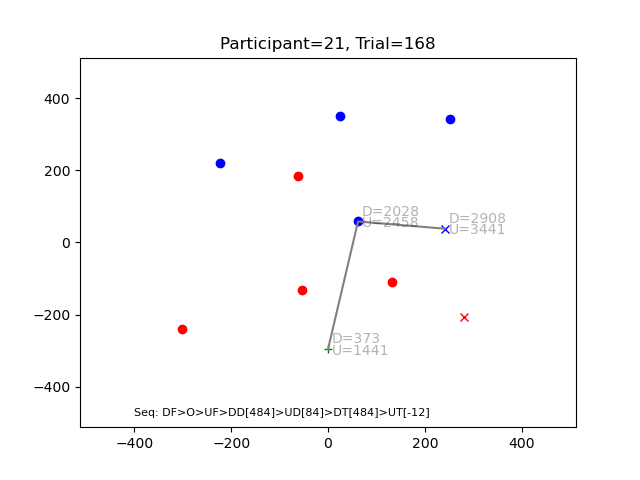 Participant=21, Trial=168
400
200
0
−200
−400
D=2028
U=2458
D=2908
U=3441
D=373
U=1441
Seq: DF>O>UF>DD[484]>UD[84]>DT[484]>UT[-12]
−400
−200
0
200
400